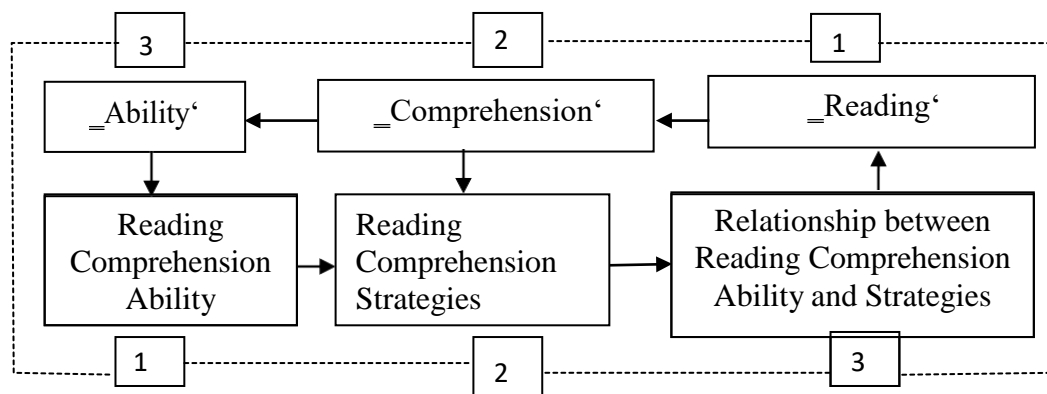 3
2
1
‗Ability‘
‗Comprehension‘
‗Reading‘
Reading
Comprehension
Ability
Reading
Comprehension
Strategies
Relationship between
Reading Comprehension
Ability and Strategies
1
2
3